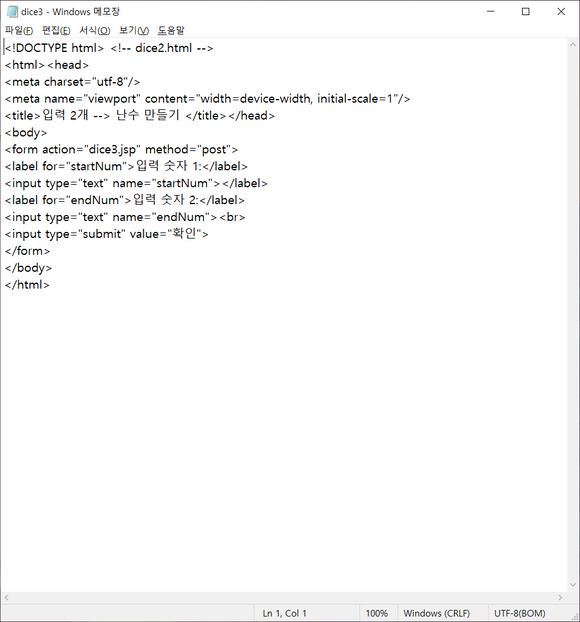 dice3 - Windows 메모장
파일(F) 편집(E) 서식(O) 보기(V) 도움말
<!DOCTYPE html> <!-- dice2.html -->
<html><head>
<meta charset="utf-8"/>
<meta name="viewport" content="width=device-width, initial-scale=1"/>
<title>입력 2개 --> 난수 만들기 </title></head>
<body>
<form action="dice3.jsp" method="post">
<label for="startNum">입력 숫자 1:</label>
<input type="text" name="startNum"></label>
<label for="endNum">입력 숫자 2:</label>
<input type="text" name="endNum"><br>
<input type="submit" value="확인">
</form>
</body>
</html>
Ln 1, Col 1 100% Windows (CRLF) UTF-8(BOM)